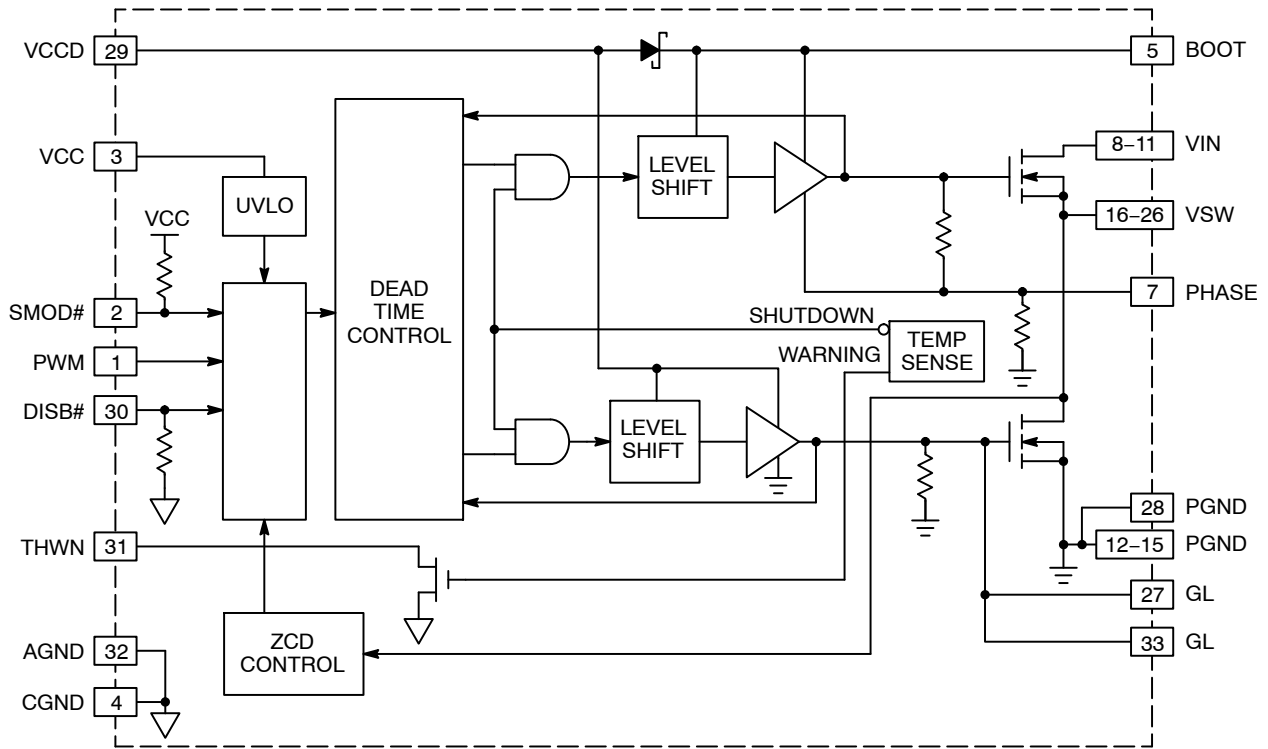 VCCD 29
5 BOOT
VCC 3
8–11 VIN
LEVEL
SHIFT
UVLO
VCC
16–26 VSW
DEAD
TIME
CONTROL
7 PHASE
SMOD# 2
SHUTDOWN
TEMP
SENSE
WARNING
PWM 1
DISB# 30
LEVEL
SHIFT
28 PGND
12–15 PGND
THWN 31
27 GL
33 GL
ZCD
CONTROL
AGND 32
CGND 4